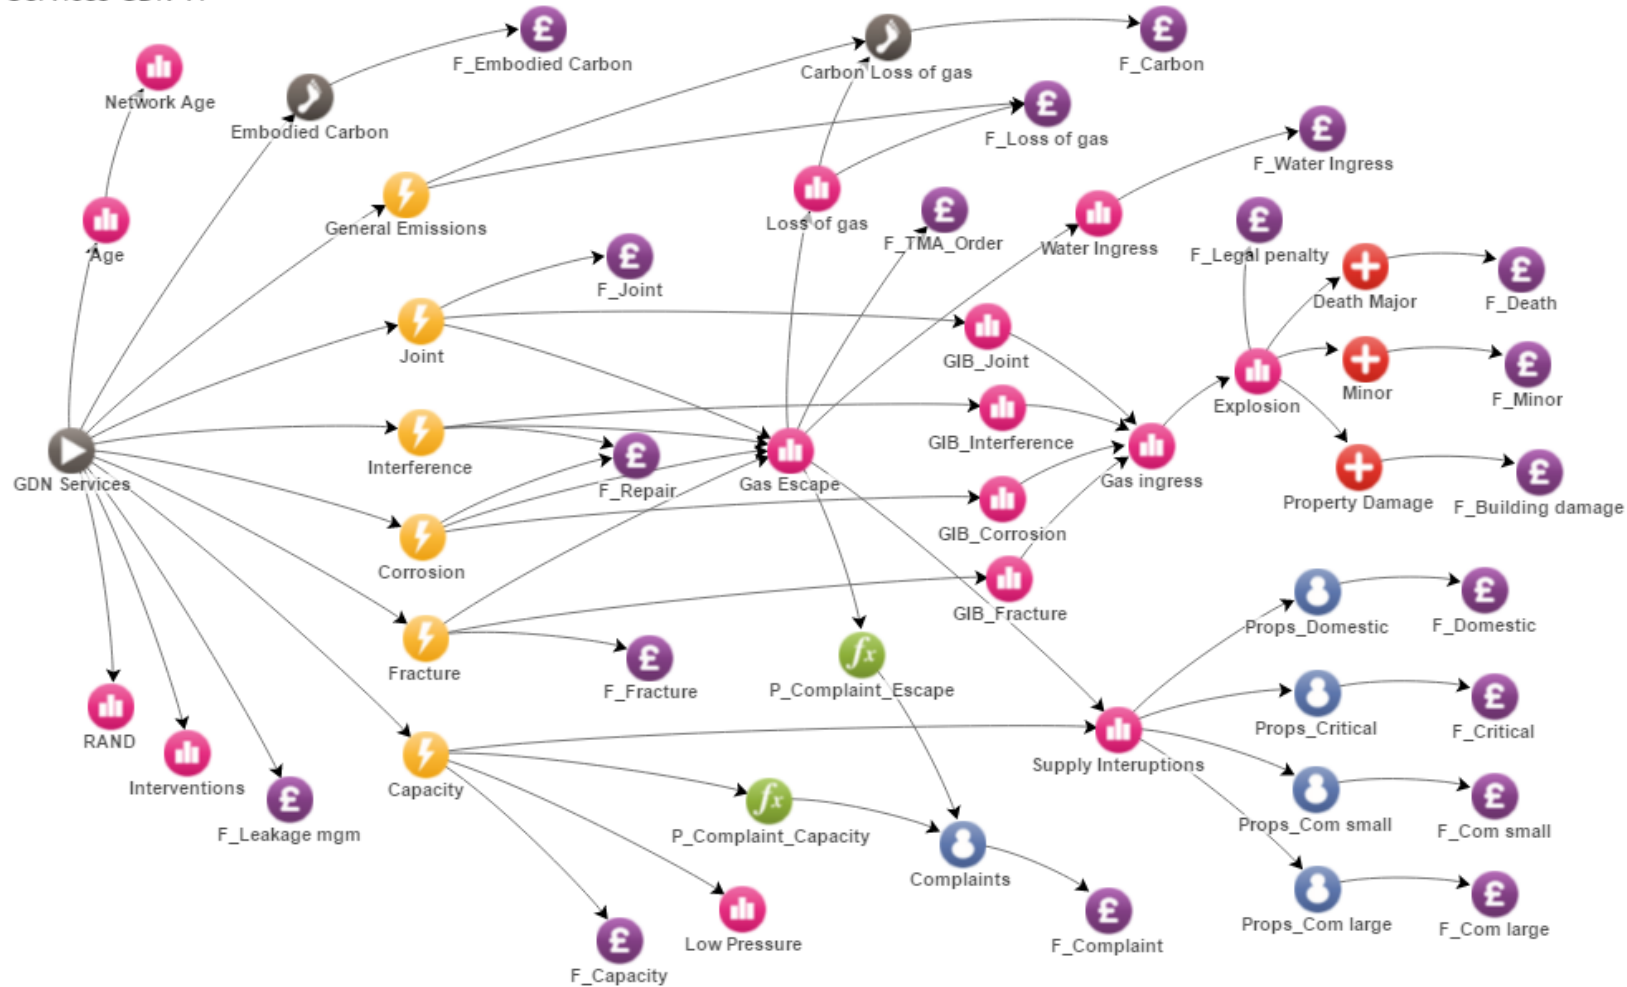 F_Embodied Carbon
Carbon Loss of gas
F_Carbon
Network Age
Embodied Carbon
F_Loss of gas
F_Water Ingress
General Emissions
Loss of gas
F_TMA_Order
Water Ingress
F_Legal penalty
Age
F_Joint
Death Major
F_Death
Joint
GIB_Joint
Minor
F_Minor
Explosion
Interference
GIB_Interference
GDN Services
F_Repair
Gas Escape
Gas ingress
Property Damage
F_Building damage
Corrosion
GIB_Corrosion
GIB_Fracture
Props_Domestic
F_Domestic
Fracture
F_Fracture
P_Complaint_Escape
RAND
Props_Critical
F_Critical
Interventions
Capacity
Supply Interuptions
F_Leakage mgm
P_Complaint_Capacity
Props_Com small
F_Com small
Complaints
Low Pressure
F_Complaint
Props_Com large
F_Com large
F_Capacity